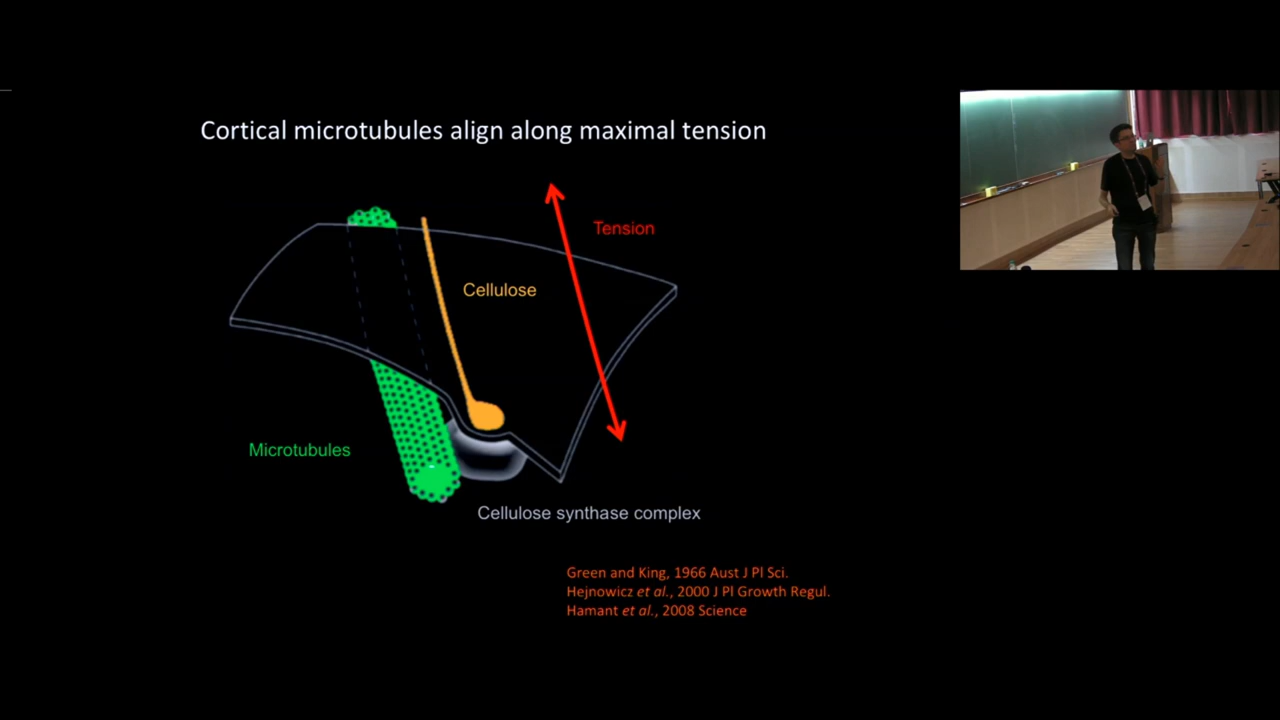 Cortical microtubules align along maximal tension
Tension
Cellulose
Microtubules
Cellulose synthase complex
Green and King, 1966 Aust J Pl Sci.
Hejnowicz et al., 2000 J Pl Growth Regul.
Hamant et al., 2008 Science